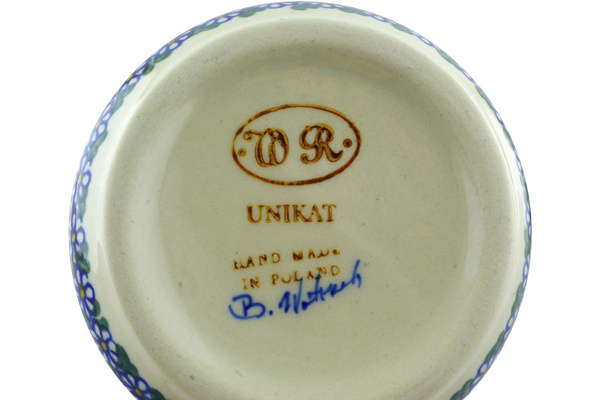 W R
UNIKAT
HAND MADE
IN POLAND
B.